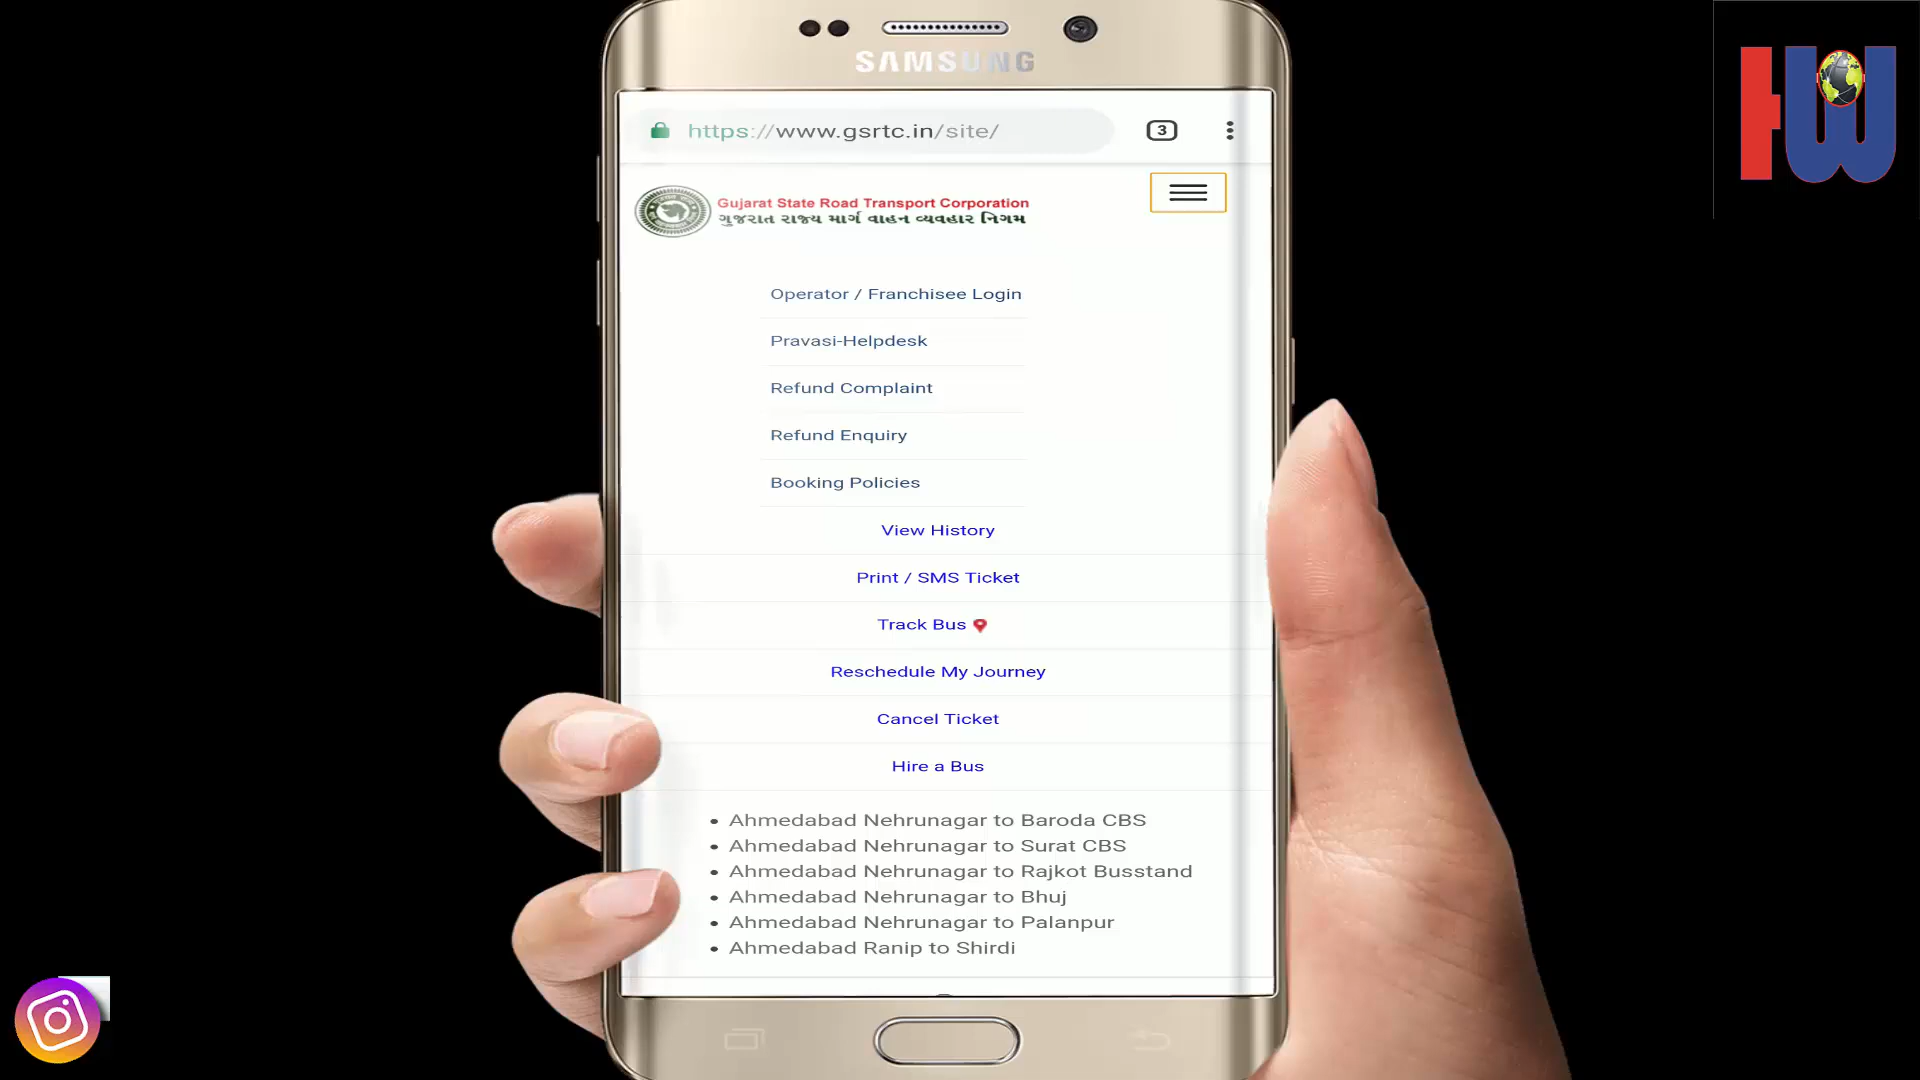 SAMSUNG
https://www.gsrtc.in/site/
3
HW
Gujarat State Road Transport Corporation
ગુજરાત રાજ્ય માર્ગ વાહન વ્યવહાર નિગમ
Operator / Franchisee Login
Pravasi-Helpdesk
Refund Complaint
Refund Enquiry
Booking Policies
View History
Print / SMS Ticket
Track Bus
Reschedule My Journey
Cancel Ticket
Hire a Bus
• Ahmedabad Nehrunagar to Baroda CBS
• Ahmedabad Nehrunagar to Surat CBS
• Ahmedabad Nehrunagar to Rajkot Busstand
• Ahmedabad Nehrunagar to Bhuj
• Ahmedabad Nehrunagar to Palanpur
• Ahmedabad Ranip to Shirdi